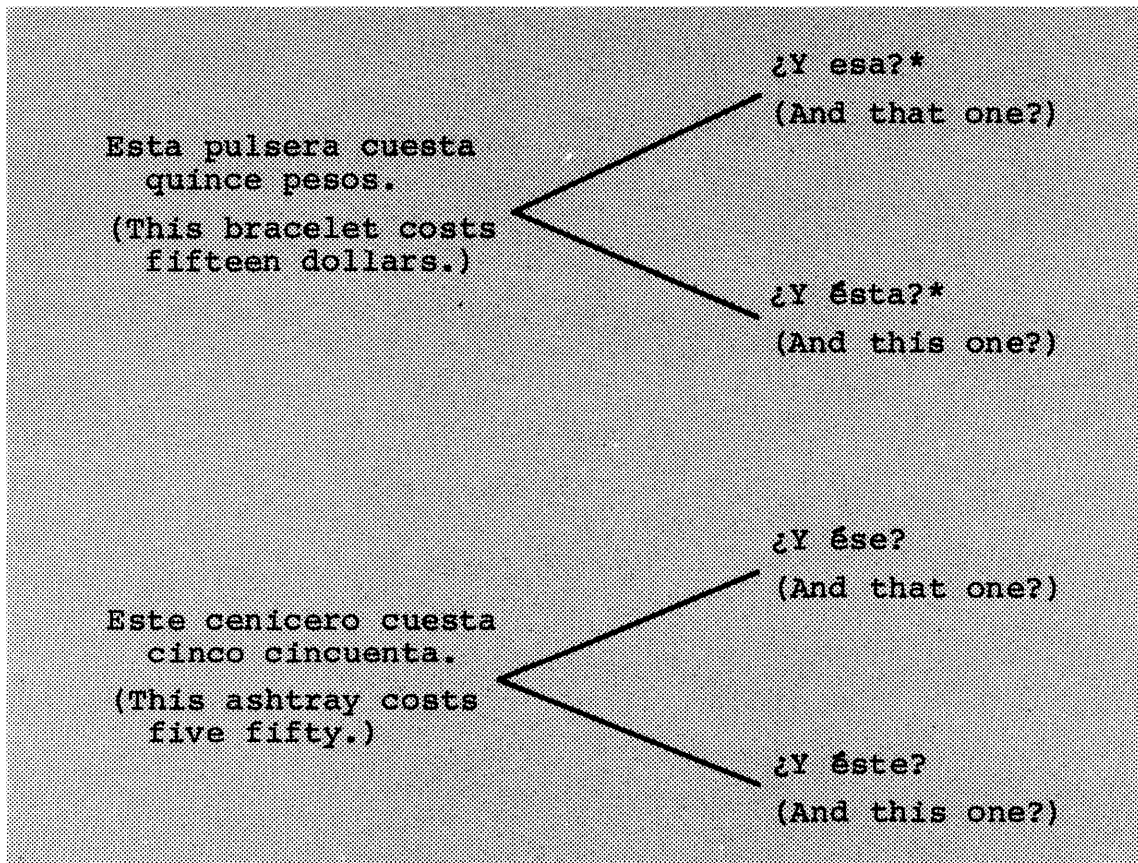 ¿Y esa?*
(And that one?)
Esta pulsera cuesta
quince pesos.
(This bracelet costs
fifteen dollars.)
¿Y ésta?*
(And this one?)
¿Y ése?
(And that one?)
Este cenicero cuesta
cinco cincuenta.
(This ashtray costs
five fifty.)
¿Y éste?
(And this one?)